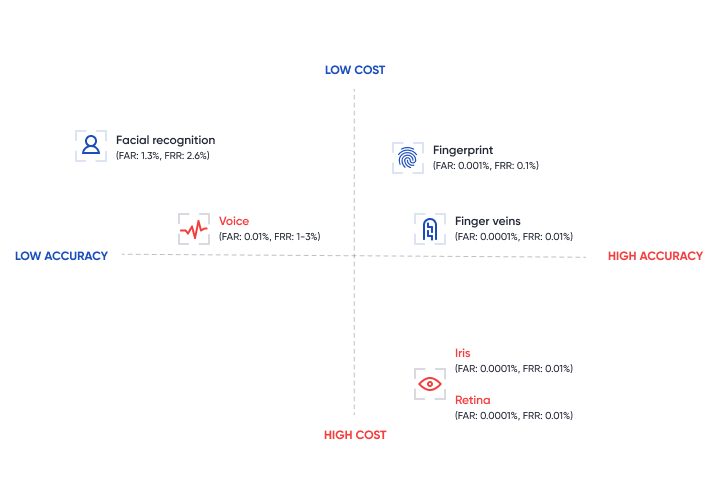 LOW COST
Facial recognition
(FAR: 1.3%, FRR: 2.6%)
Fingerprint
(FAR: 0.001%, FRR: 0.1%)
Voice
(FAR: 0.01%, FRR: 1-3%)
Finger veins
(FAR: 0.0001%, FRR: 0.01%)
LOW ACCURACY
HIGH ACCURACY
Iris
(FAR: 0.0001%, FRR: 0.01%)
Retina
(FAR: 0.0001%, FRR: 0.01%)
HIGH COST